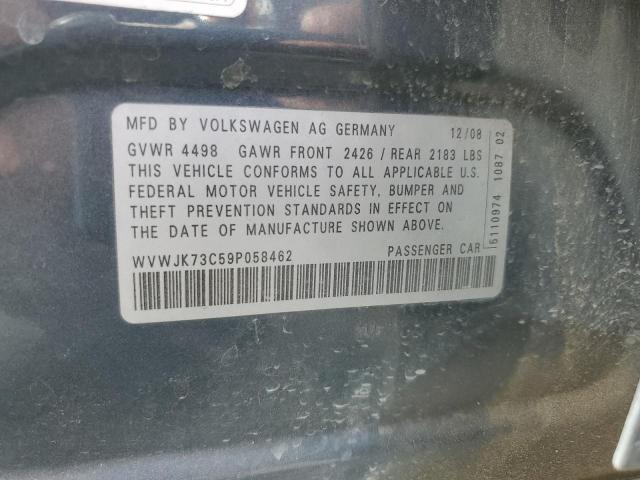 MFD BY VOLKSWAGEN AG GERMANY 12/08
GVWR 4498 GAWR FRONT 2426 / REAR 2183 LBS
THIS VEHICLE CONFORMS TO ALL APPLICABLE U.S.
FEDERAL MOTOR VEHICLE SAFETY, BUMPER AND
THEFT PREVENTION STANDARDS IN EFFECT ON
THE DATE OF MANUFACTURE SHOWN ABOVE.
WVWJK73C59P058462 PASSENGER CAR
5110974 1087 02